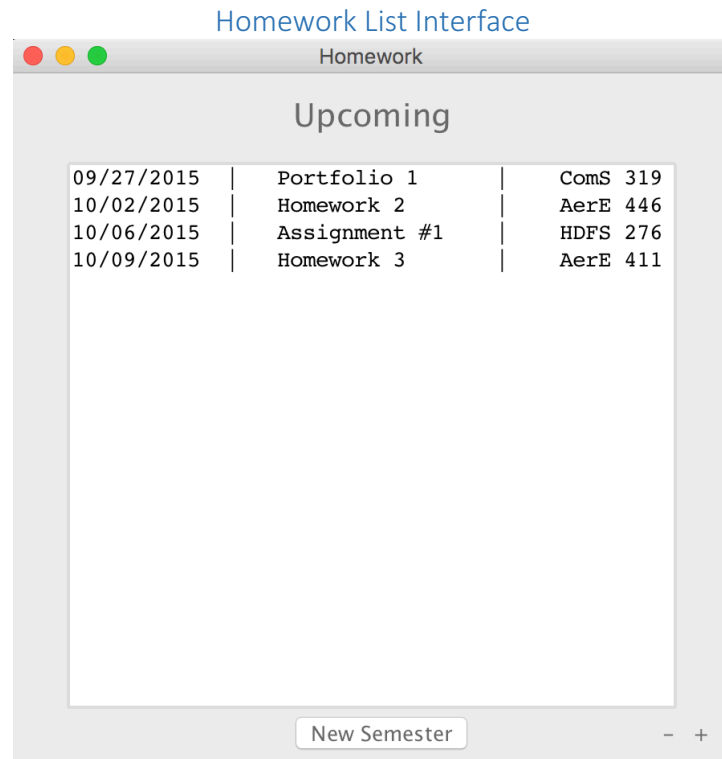 Homework List Interface
Homework
Upcoming
09/27/2015 | Portfolio 1 | ComS 319
10/02/2015 | Homework 2 | AerE 446
10/06/2015 | Assignment #1 | HDFS 276
10/09/2015 | Homework 3 | AerE 411
New Semester - +